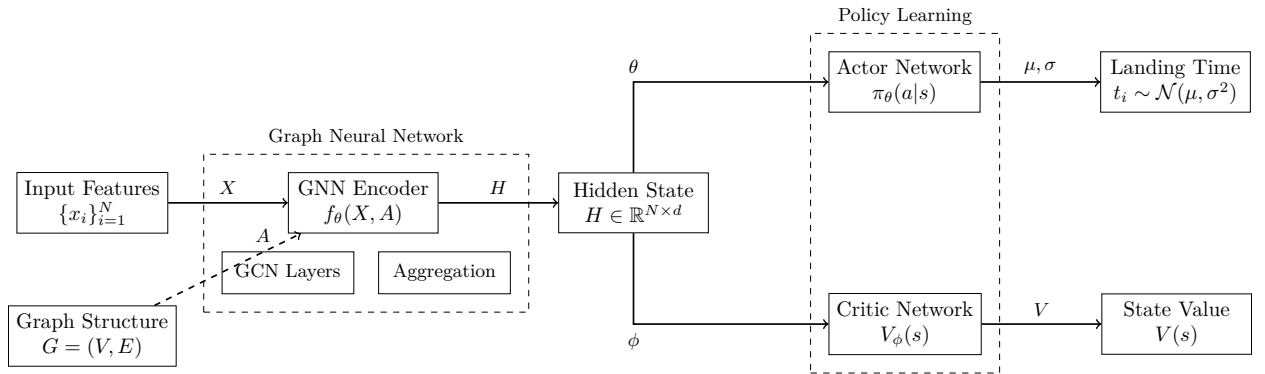 Policy Learning
θ
Actor Network
π_θ(a|s)
μ, σ
Landing Time
t_i ∼ 𝒩(μ, σ²)
Graph Neural Network
Input Features
{x_i}_{i=1}^N
X
GNN Encoder
f_θ(X, A)
H
Hidden State
H ∈ ℝ^{N×d}
A
GCN Layers
Aggregation
Graph Structure
G = (V, E)
ϕ
Critic Network
V_ϕ(s)
V
State Value
V(s)